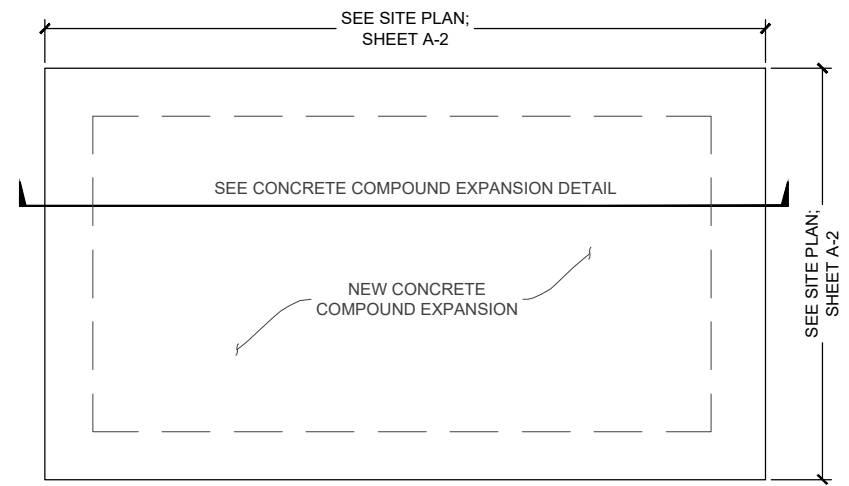 SEE SITE PLAN;
SHEET A-2
SEE CONCRETE COMPOUND EXPANSION DETAIL
NEW CONCRETE
COMPOUND EXPANSION
SEE SITE PLAN;
SHEET A-2